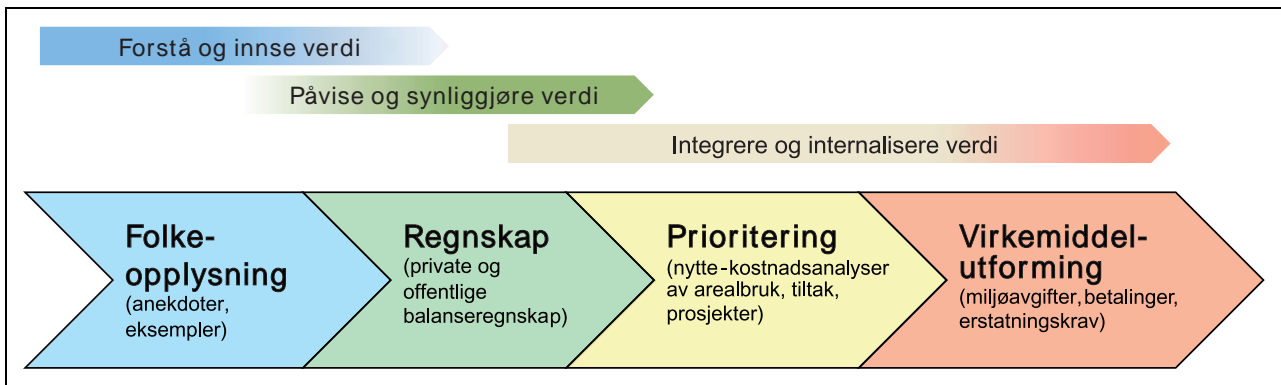 Forstå og innse verdi
Påvise og synliggjøre verdi
Integrere og internalisere verdi
Folke-
opplysning
(anekdoter,
eksempler)
Regnskap
(private og
offentlige
balanseregnskap)
Prioritering
(nytte-kostnadsanalyser
av arealbruk, tiltak,
prosjekter)
Virkemiddel-
utforming
(miljøavgifter, betalinger,
erstatningskrav)